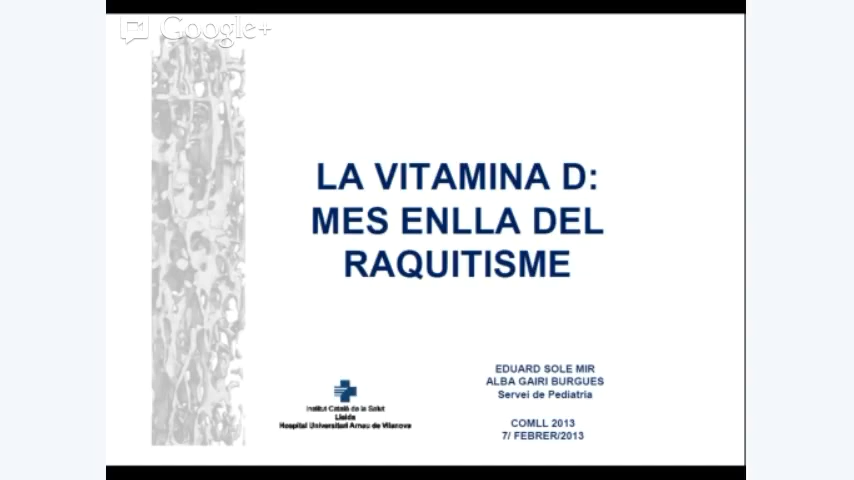 Google+
LA VITAMINA D:
MES ENLLA DEL
RAQUITISME
EDUARD SOLE MIR
ALBA GAIRI BURGUES
Servei de Pediatria
COMLL 2013
7/ FEBRER/2013
Institut Català de la Salut
Lleida
Hospital Universitari Arnau de Vilanova